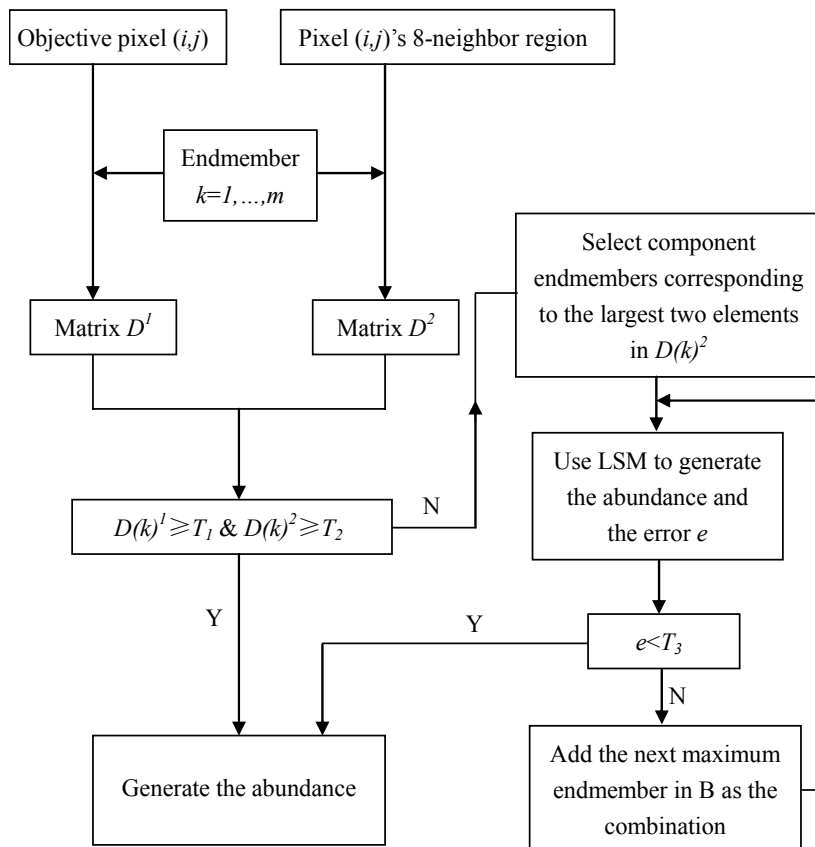 Objective pixel (i,j)
Pixel (i,j)'s 8-neighbor region
Endmember
k=1,…,m
Matrix D¹
Matrix D²
Select component
endmembers corresponding
to the largest two elements
in D(k)²
Use LSM to generate
the abundance and
the error e
D(k)¹≥T₁ & D(k)²≥T₂
N
Y
Y
e<T₃
N
Generate the abundance
Add the next maximum
endmember in B as the
combination